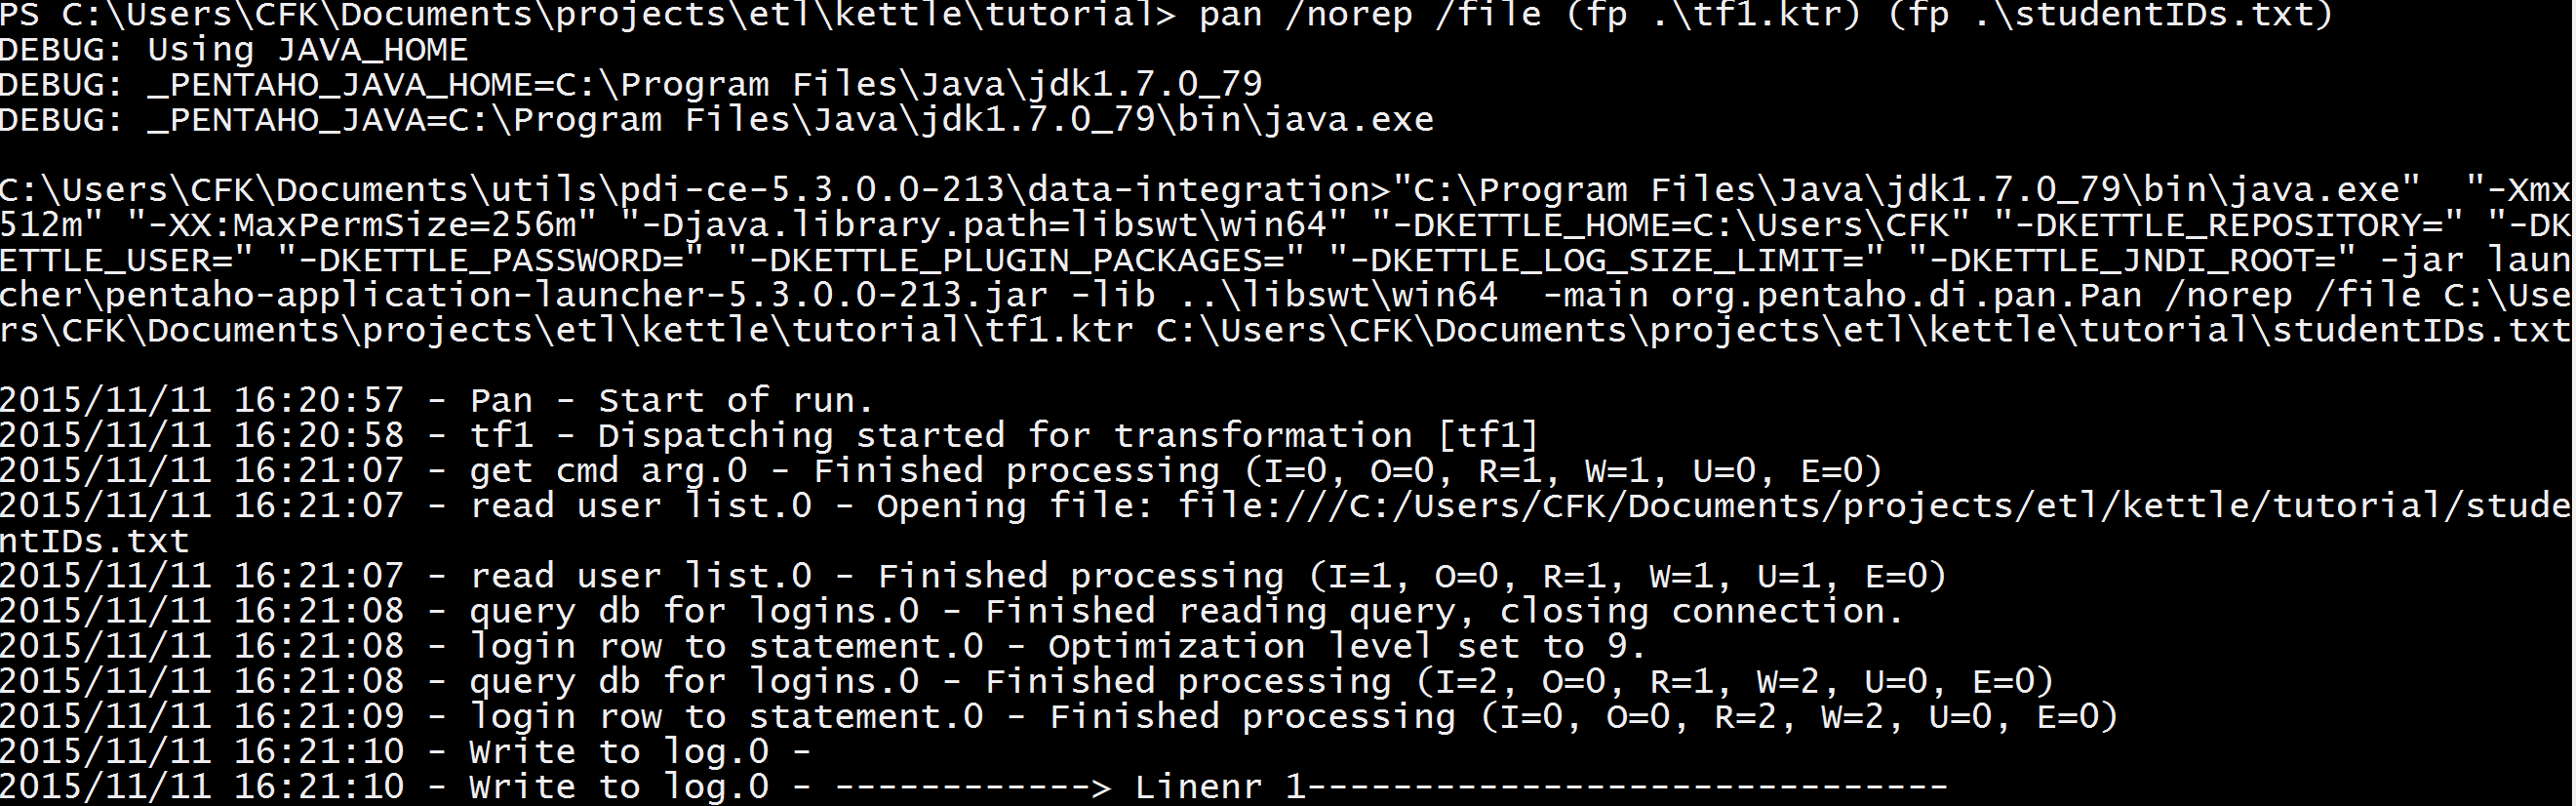 PS C:\Users\CFK\Documents\projects\etl\kettle\tutorial> pan /norep /file (fp .\tf1.ktr) (fp .\studentIDs.txt)
DEBUG: Using JAVA_HOME
DEBUG: _PENTAHO_JAVA_HOME=C:\Program Files\Java\jdk1.7.0_79
DEBUG: _PENTAHO_JAVA=C:\Program Files\Java\jdk1.7.0_79\bin\java.exe
C:\Users\CFK\Documents\utils\pdi-ce-5.3.0.0-213\data-integration>"C:\Program Files\Java\jdk1.7.0_79\bin\java.exe"  "-Xmx
512m" "-XX:MaxPermSize=256m" "-Djava.library.path=libswt\win64" "-DKETTLE_HOME=C:\Users\CFK" "-DKETTLE_REPOSITORY=" "-DK
ETTLE_USER=" "-DKETTLE_PASSWORD=" "-DKETTLE_PLUGIN_PACKAGES=" "-DKETTLE_LOG_SIZE_LIMIT=" "-DKETTLE_JNDI_ROOT=" -jar laun
cher\pentaho-application-launcher-5.3.0.0-213.jar -lib ..\libswt\win64  -main org.pentaho.di.pan.Pan /norep /file C:\Use
rs\CFK\Documents\projects\etl\kettle\tutorial\tf1.ktr C:\Users\CFK\Documents\projects\etl\kettle\tutorial\studentIDs.txt
2015/11/11 16:20:57 - Pan - Start of run.
2015/11/11 16:20:58 - tf1 - Dispatching started for transformation [tf1]
2015/11/11 16:21:07 - get cmd arg.0 - Finished processing (I=0, O=0, R=1, W=1, U=0, E=0)
2015/11/11 16:21:07 - read user list.0 - Opening file: file:///C:/Users/CFK/Documents/projects/etl/kettle/tutorial/stude
ntIDs.txt
2015/11/11 16:21:07 - read user list.0 - Finished processing (I=1, O=0, R=1, W=1, U=1, E=0)
2015/11/11 16:21:08 - query db for logins.0 - Finished reading query, closing connection.
2015/11/11 16:21:08 - login row to statement.0 - Optimization level set to 9.
2015/11/11 16:21:08 - query db for logins.0 - Finished processing (I=2, O=0, R=1, W=2, U=0, E=0)
2015/11/11 16:21:09 - login row to statement.0 - Finished processing (I=0, O=0, R=2, W=2, U=0, E=0)
2015/11/11 16:21:10 - Write to log.0 -
2015/11/11 16:21:10 - Write to log.0 - ------------> Linenr 1------------------------------